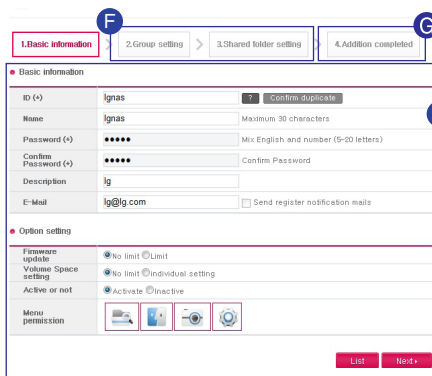 F
G
1.Basic information
2.Group setting
3.Shared folder setting
4.Addition completed
Basic information
ID (*) lgnas ? Confirm duplicate
Name lgnas Maximum 30 characters
Password (*) ●●●●● Mix English and number (5~20 letters)
Confirm
Password (*) ●●●●● Confirm Password
Description lg
E-Mail lg@lg.com Send register notification mails
Option setting
Firmware
update No limit Limit
Volume Space
setting No limit Individual setting
Active or not Activate Inactive
Menu
permission
List Next